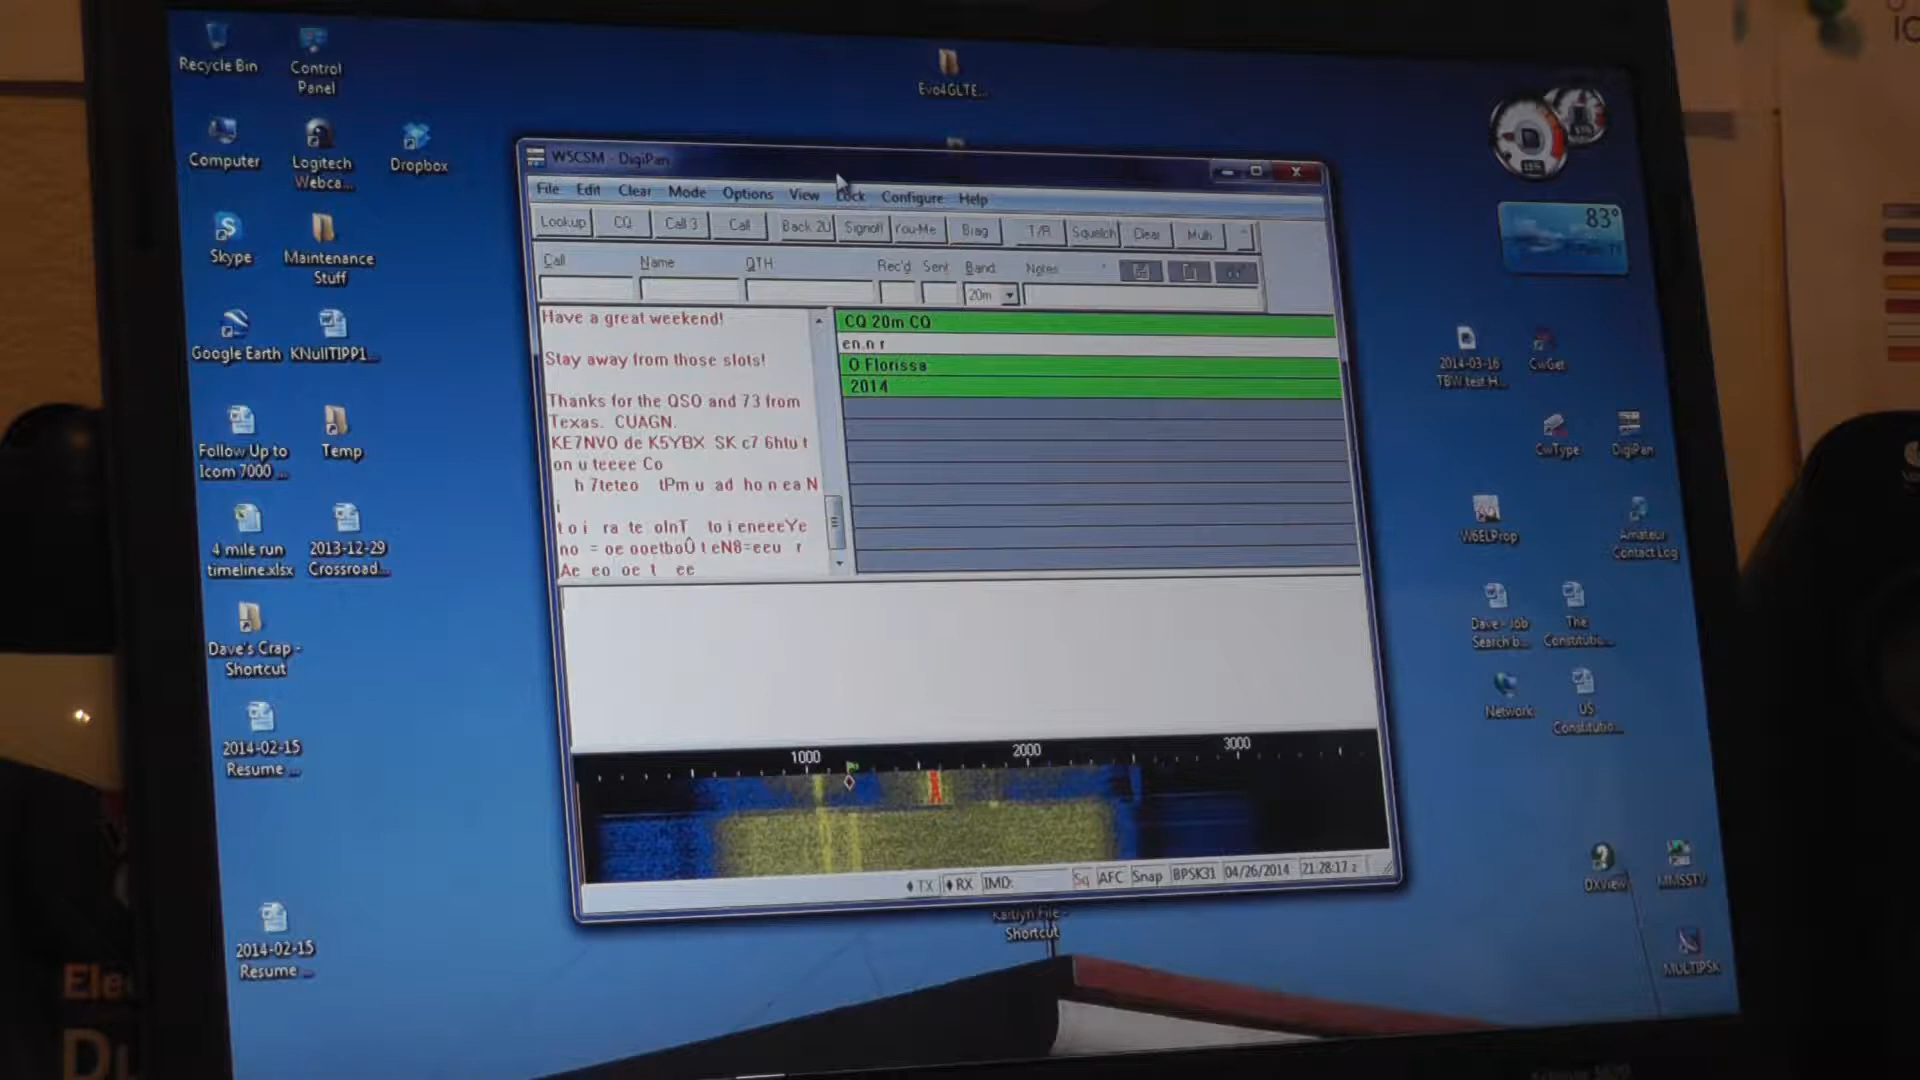 Recycle Bin
Control
Panel
Evo4GLTE...
Computer
Logitech
Webca...
Dropbox
Skype
Maintenance
Stuff
Google Earth
KNullTIPP1...
Follow Up to
Icom 7000 ...
Temp
4 mile run
timeline.xlsx
2013-12-29
Crossroad...
Dave's Crap -
Shortcut
2014-02-15
Resume ...
2014-02-15
Resume ...
W5CSM - DigiPan
File Edit Clear Mode Options View Lock Configure Help
Lookup CQ Call 3 Call Back 2U Signoff You-Me Brag T/R Squelch Clear Multi
Call Name QTH Rec'd Sent Band Notes
20m
Have a great weekend!
Stay away from those slots!
Thanks for the QSO and 73 from
Texas. CUAGN.
KE7NVO de K5YBX SK c7 6htu t
on u teeee Co
h 7teteo tPm u ad ho n ea N
i
t o i ra te oInT to i eneeeYe
no = oe ooetboÛ t eN8=eeu r
Ae eo oe t ee
CQ 20m CQ
en.n r
O Florissa
2014
1000 2000 3000
TX RX IMD: Sq AFC Snap BPSK31 04/26/2014 21:28:17 z
Kaitlyn File -
Shortcut
83°
2014-03-16
TBW test H...
CwGet
CwType
DigiPan
W6ELProp
Amateur
Contact Log
Dave - Job
Search b...
The
Constitutio...
Network
US
Constitutio...
DXView
MMSSTV
MULTIPSK
Ele